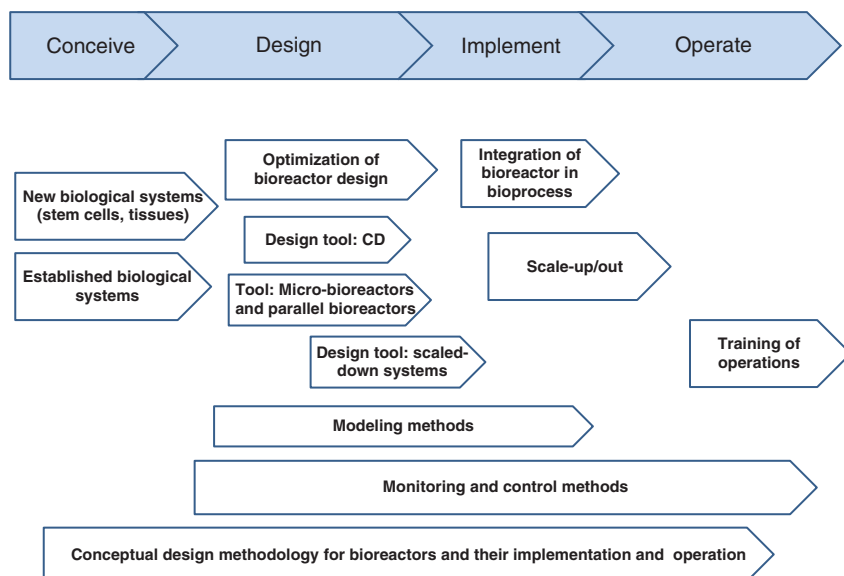 Conceive
Design
Implement
Operate
Optimization of
bioreactor design
Integration of
bioreactor in
bioprocess
New biological systems
(stem cells, tissues)
Design tool: CD
Scale-up/out
Established biological
systems
Tool: Micro-bioreactors
and parallel bioreactors
Training of
operations
Design tool: scaled-
down systems
Modeling methods
Monitoring and control methods
Conceptual design methodology for bioreactors and their implementation and operation